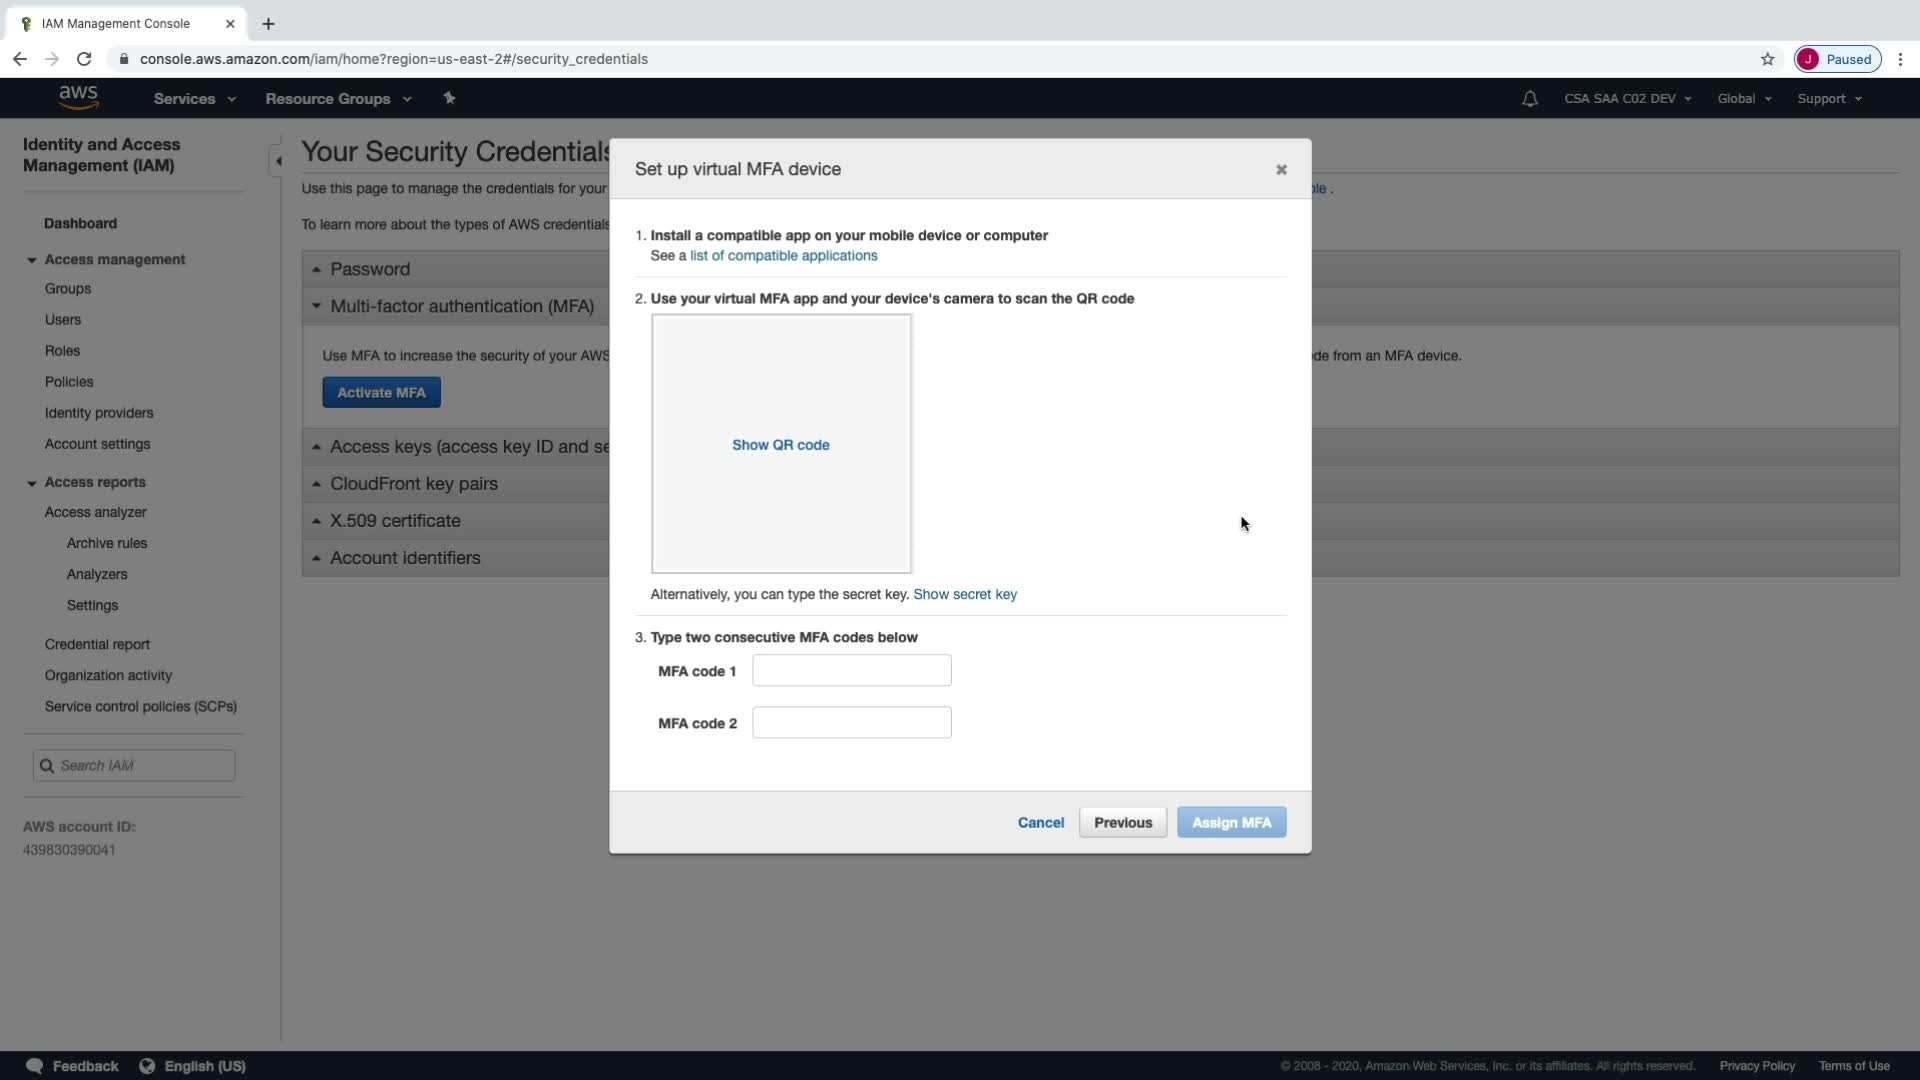 IAM Management Console
console.aws.amazon.com/iam/home?region=us-east-2#/security_credentials
J Paused
aws Services Resource Groups CSA SAA C02 DEV Global Support
Identity and Access
Management (IAM)
Dashboard
Access management
Groups
Users
Roles
Policies
Identity providers
Account settings
Access reports
Access analyzer
Archive rules
Analyzers
Settings
Credential report
Organization activity
Service control policies (SCPs)
Search IAM
AWS account ID:
439830390041
Your Security Credentials
Use this page to manage the credentials for your
To learn more about the types of AWS credentials
Password
Multi-factor authentication (MFA)
Use MFA to increase the security of your AWS
from an MFA device.
Activate MFA
Access keys (access key ID and
CloudFront key pairs
X.509 certificate
Account identifiers
Set up virtual MFA device
1. Install a compatible app on your mobile device or computer
See a list of compatible applications
2. Use your virtual MFA app and your device's camera to scan the QR code
Show QR code
Alternatively, you can type the secret key. Show secret key
3. Type two consecutive MFA codes below
MFA code 1
MFA code 2
Cancel Previous Assign MFA
Feedback English (US)
© 2008 - 2020, Amazon Web Services, Inc. or its affiliates. All rights reserved. Privacy Policy Terms of Use